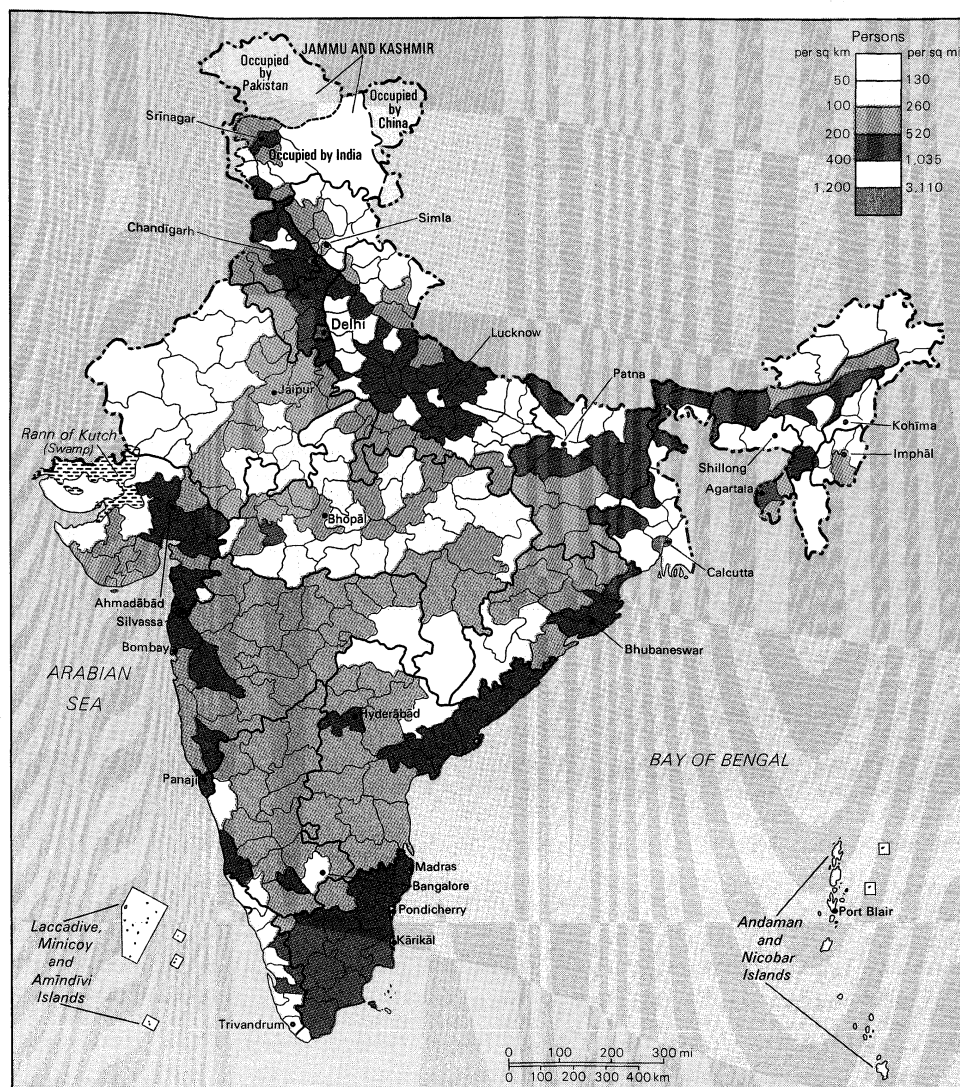 Persons
per sq km per sq mi
50 130
100 260
200 520
400 1,035
1,200 3,110
JAMMU AND KASHMIR
Occupied
by
Pakistan
Occupied
by
China
Srīnagar
Occupied by India
Simla
Chandigarh
Delhi
Lucknow
Jaipur
Patna
Rann of Kutch
(Swamp)
Kohīma
Imphāl
Shillong
Agartala
Bhopāl
Calcutta
Ahmadābād
Silvassa
Bombay
Bhubaneswar
ARABIAN
SEA
Hyderābād
BAY OF BENGAL
Panaji
Madras
Bangalore
Pondicherry
Kārikāl
Laccadive,
Minicoy
and
Amīndīvi
Islands
Port Blair
Andaman
and
Nicobar
Islands
Trivandrum
0 100 200 300 mi
0 100 200 300 400 km